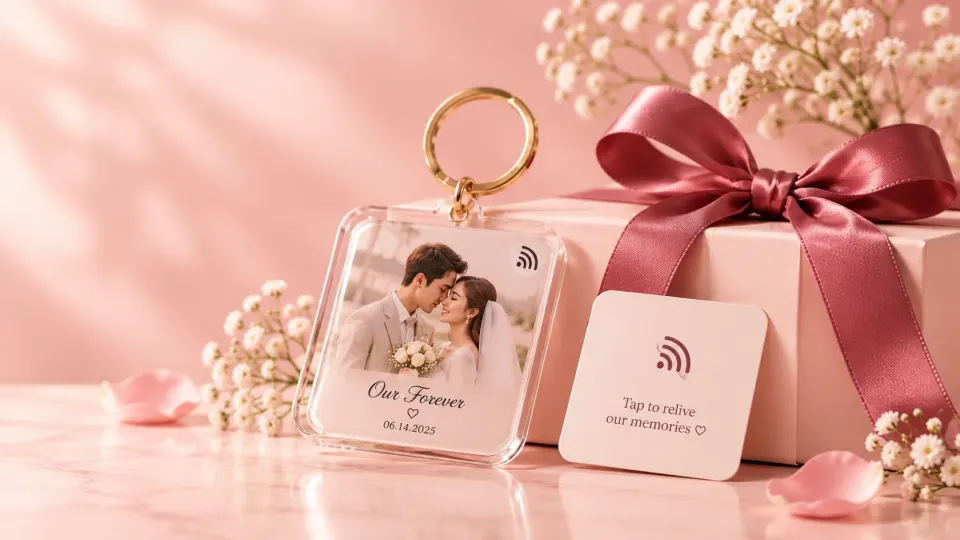 Our Forever
♡
06.14.2025
Tap to relive
our memories ♡